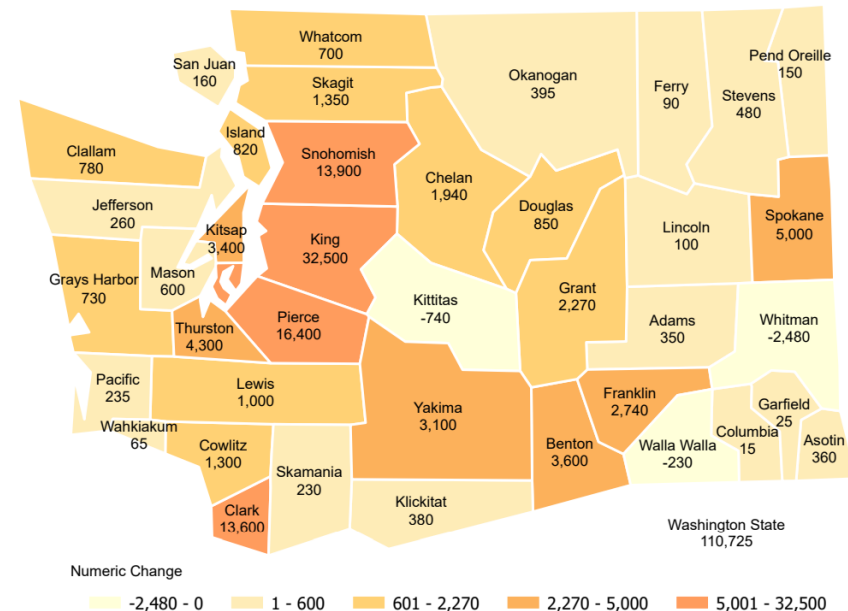 Whatcom
700
San Juan
160
Skagit
1,350
Okanogan
395
Ferry
90
Pend Oreille
150
Stevens
480
Island
820
Clallam
780
Snohomish
13,900
Chelan
1,940
Jefferson
260
Kitsap
3,400
Douglas
850
Lincoln
100
Spokane
5,000
King
32,500
Grays Harbor
730
Mason
600
Kittitas
-740
Grant
2,270
Thurston
4,300
Pierce
16,400
Adams
350
Whitman
-2,480
Pacific
235
Lewis
1,000
Yakima
3,100
Franklin
2,740
Garfield
25
Wahkiakum
65
Cowlitz
1,300
Benton
3,600
Walla Walla
-230
Columbia
15
Asotin
360
Skamania
230
Klickitat
380
Clark
13,600
Washington State
110,725
Numeric Change
-2,480 - 0
1 - 600
601 - 2,270
2,270 - 5,000
5,001 - 32,500